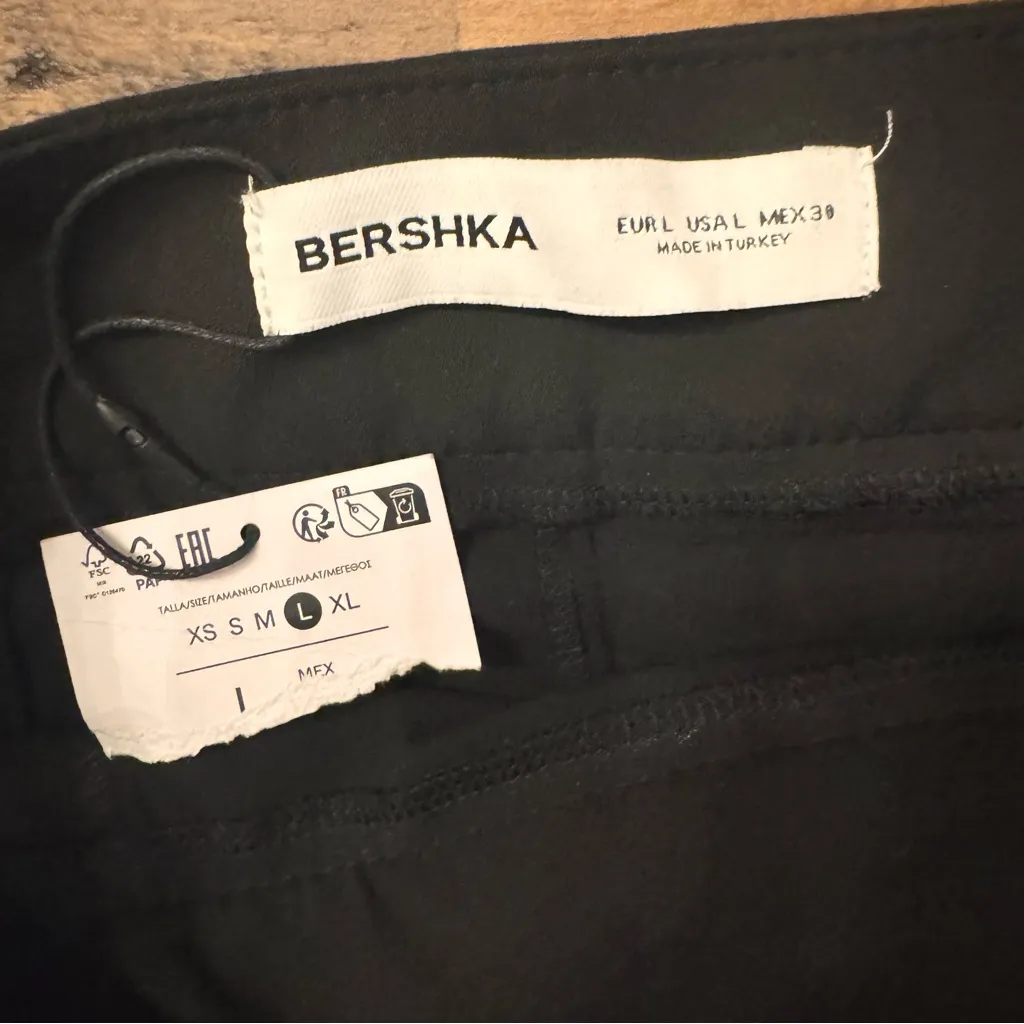 BERSHKA
EUR L USA L MEX 30
MADE IN TURKEY
FR
FSC
22
PAP
EAC
TALLA/SIZE/TAMANHO/TAILLE/MAAT/ΜΕΓΕΘΟΣ
XS S M L XL
MEX